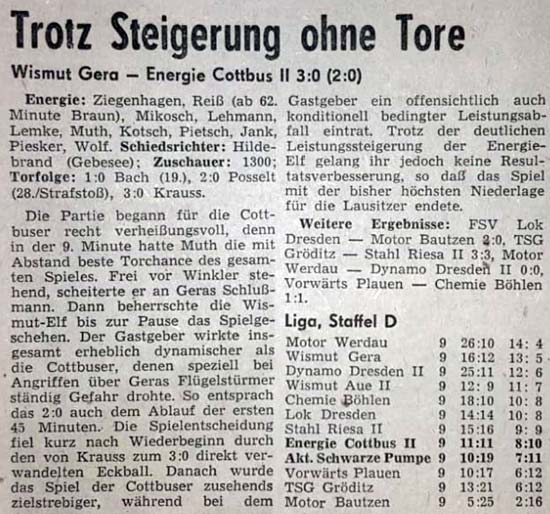 Trotz Steigerung ohne Tore
Wismut Gera — Energie Cottbus II 3:0 (2:0)
Energie: Ziegenhagen, Reiß (ab 62.
Minute Braun), Mikosch, Lehmann,
Lemke, Muth, Kotsch, Pietsch, Jank,
Piesker, Wolf. Schiedsrichter: Hilde-
brand (Gebesee); Zuschauer: 1300;
Torfolge: 1:0 Bach (19.), 2:0 Posselt
(28./Strafstoß), 3:0 Krauss.
Die Partie begann für die Cott-
buser recht verheißungsvoll, denn
in der 9. Minute hatte Muth die mit
Abstand beste Torchance des gesam-
ten Spieles. Frei vor Winkler ste-
hend, scheiterte er an Geras Schluß-
mann. Dann beherrschte die Wis-
mut-Elf bis zur Pause das Spielge-
schehen. Der Gastgeber wirkte ins-
gesamt erheblich dynamischer als
die Cottbuser, denen speziell bei
Angriffen über Geras Flügelstürmer
ständig Gefahr drohte. So entsprach
das 2:0 auch dem Ablauf der ersten
45 Minuten. Die Spielentscheidung
fiel kurz nach Wiederbeginn durch
den von Krauss zum 3:0 direkt ver-
wandelten Eckball. Danach wurde
das Spiel der Cottbuser zusehends
zielstrebiger, während bei dem
Gastgeber ein offensichtlich auch
konditionell bedingter Leistungsab-
fall eintrat. Trotz der deutlichen
Leistungssteigerung der Energie-
Elf gelang ihr jedoch keine Resul-
tatsverbesserung, so daß das Spiel
mit der bisher höchsten Niederlage
für die Lausitzer endete.
Weitere Ergebnisse: FSV Lok
Dresden — Motor Bautzen 2:0, TSG
Gröditz — Stahl Riesa II 3:3, Motor
Werdau — Dynamo Dresden II 0:0,
Vorwärts Plauen — Chemie Böhlen
1:1.
Liga, Staffel D
Motor Werdau 9 26:10 14: 4
Wismut Gera 9 16:12 13: 5
Dynamo Dresden II 9 25:11 12: 6
Wismut Aue II 9 12: 9 11: 7
Chemie Böhlen 9 18:10 10: 8
Lok Dresden 9 14:14 10: 8
Stahl Riesa II 9 15:16 9: 9
Energie Cottbus II 9 11:11 8:10
Akt. Schwarze Pumpe 9 10:19 7:11
Vorwärts Plauen 9 10:17 6:12
TSG Gröditz 9 13:21 6:12
Motor Bautzen 9 5:25 2:16